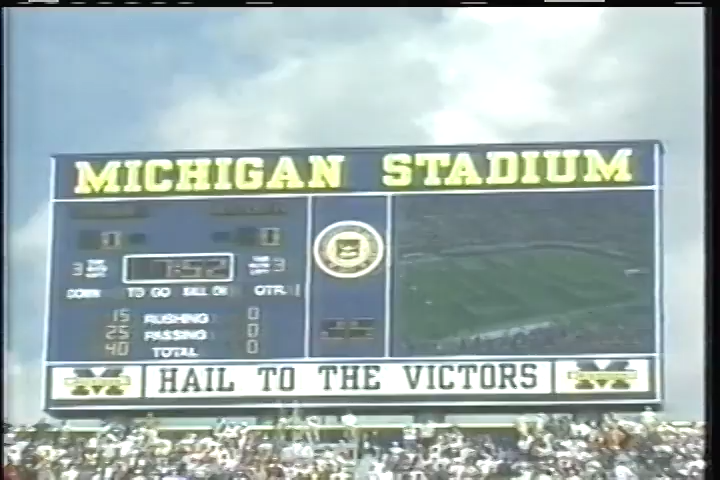 MICHIGAN STADIUM
3 7:52 3
DOWN TO GO BALL ON QTR.
15 RUSHING 0
25 PASSING 0
40 TOTAL 0
M HAIL TO THE VICTORS M